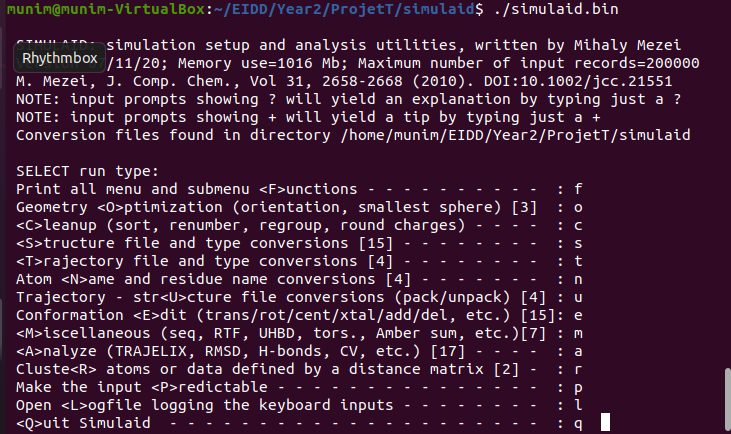 munim@munim-VirtualBox:~/EIDD/Year2/ProjetT/simulaid$ ./simulaid.bin
SIMULAID: simulation setup and analysis utilities, written by Mihaly Mezei
Rhythmbox
/11/20; Memory use=1016 Mb; Maximum number of input records=200000
M. Mezei, J. Comp. Chem., Vol 31, 2658-2668 (2010). DOI:10.1002/jcc.21551
NOTE: input prompts showing ? will yield an explanation by typing just a ?
NOTE: input prompts showing + will yield a tip by typing just a +
Conversion files found in directory /home/munim/EIDD/Year2/ProjetT/simulaid
SELECT run type:
Print all menu and submenu <F>unctions - - - - - - - - - -  : f
Geometry <O>ptimization (orientation, smallest sphere) [3]  : o
<C>leanup (sort, renumber, regroup, round charges) - - - -  : c
<S>tructure file and type conversions [15] - - - - - - - -  : s
<T>rajectory file and type conversions [4] - - - - - - - -  : t
Atom <N>ame and residue name conversions [4] - - - - - - -  : n
Trajectory - str<U>cture file conversions (pack/unpack) [4] : u
Conformation <E>dit (trans/rot/cent/xtal/add/del, etc.) [15]: e
<M>iscellaneous (seq, RTF, UHBD, tors., Amber sum, etc.)[7] : m
<A>nalyze (TRAJELIX, RMSD, H-bonds, CV, etc.) [17] - - - -  : a
Cluste<R> atoms or data defined by a distance matrix [2] -  : r
Make the input <P>redictable - - - - - - - - - - - - - - -  : p
Open <L>ogfile logging the keyboard inputs - - - - - - - -  : l
<Q>uit Simulaid  - - - - - - - - - - - - - - - - - - - - -  : q